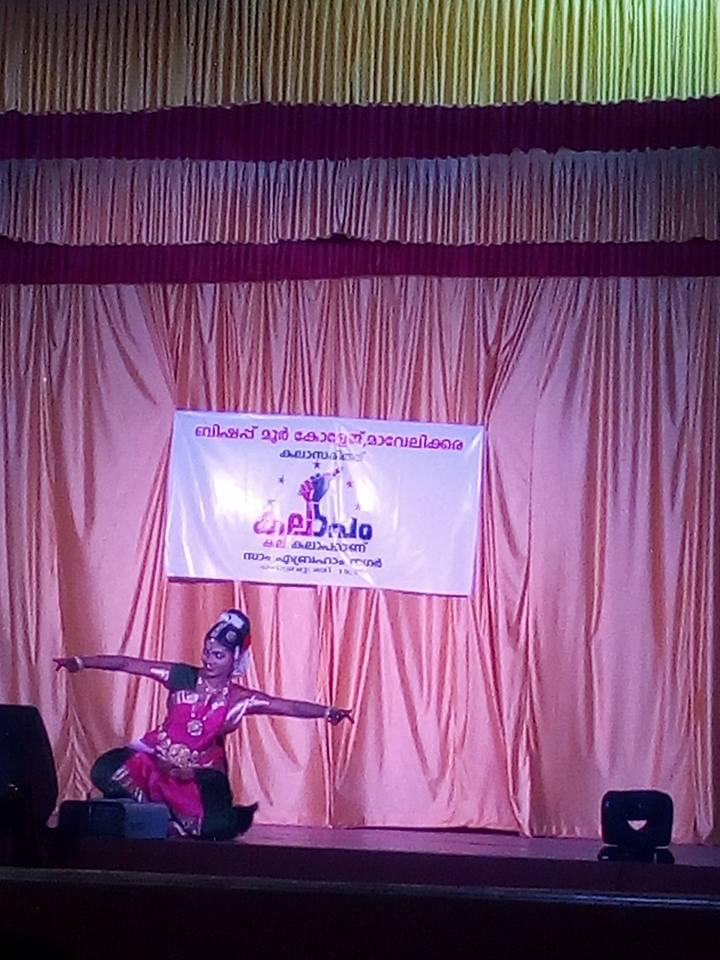 ബിഷപ്പ് മൂർ കോളേജ്,മാവേലിക്കര
കലാപം
കല കലാപമാണ്
സാം എബ്രഹാം നഗർ